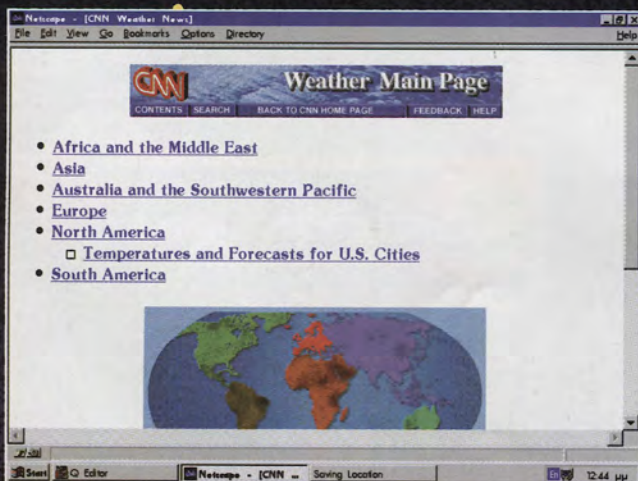 Netscape - [CNN Weather News]
File Edit View Go Bookmarks Options Directory Help
CNN Weather Main Page
CONTENTS SEARCH BACK TO CNN HOME PAGE FEEDBACK HELP
Africa and the Middle East
Asia
Australia and the Southwestern Pacific
Europe
North America
Temperatures and Forecasts for U.S. Cities
South America
Start Q Editor Netscape - [CNN ... Saving Location En 12:44 μμ